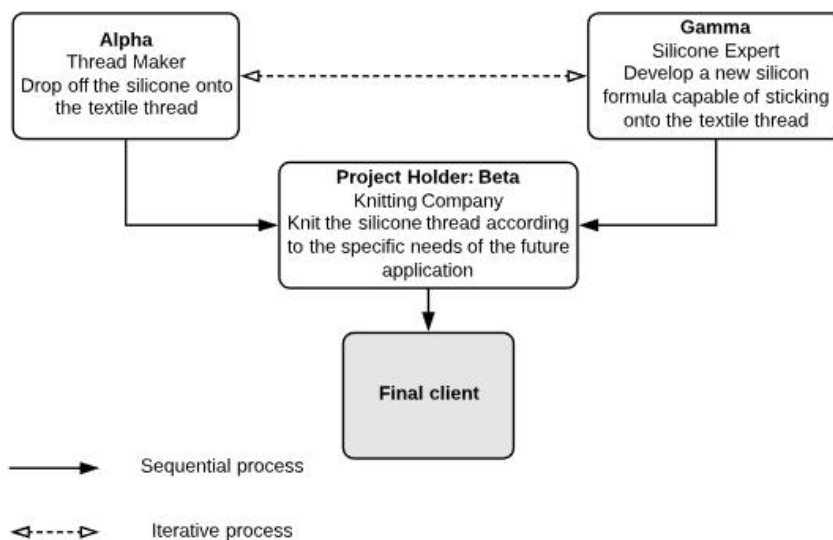 Alpha
Thread Maker
Drop off the silicone onto
the textile thread
Gamma
Silicone Expert
Develop a new silicon
formula capable of sticking
onto the textile thread
Project Holder: Beta
Knitting Company
Knit the silicone thread according
to the specific needs of the future
application
Final client
Sequential process
Iterative process